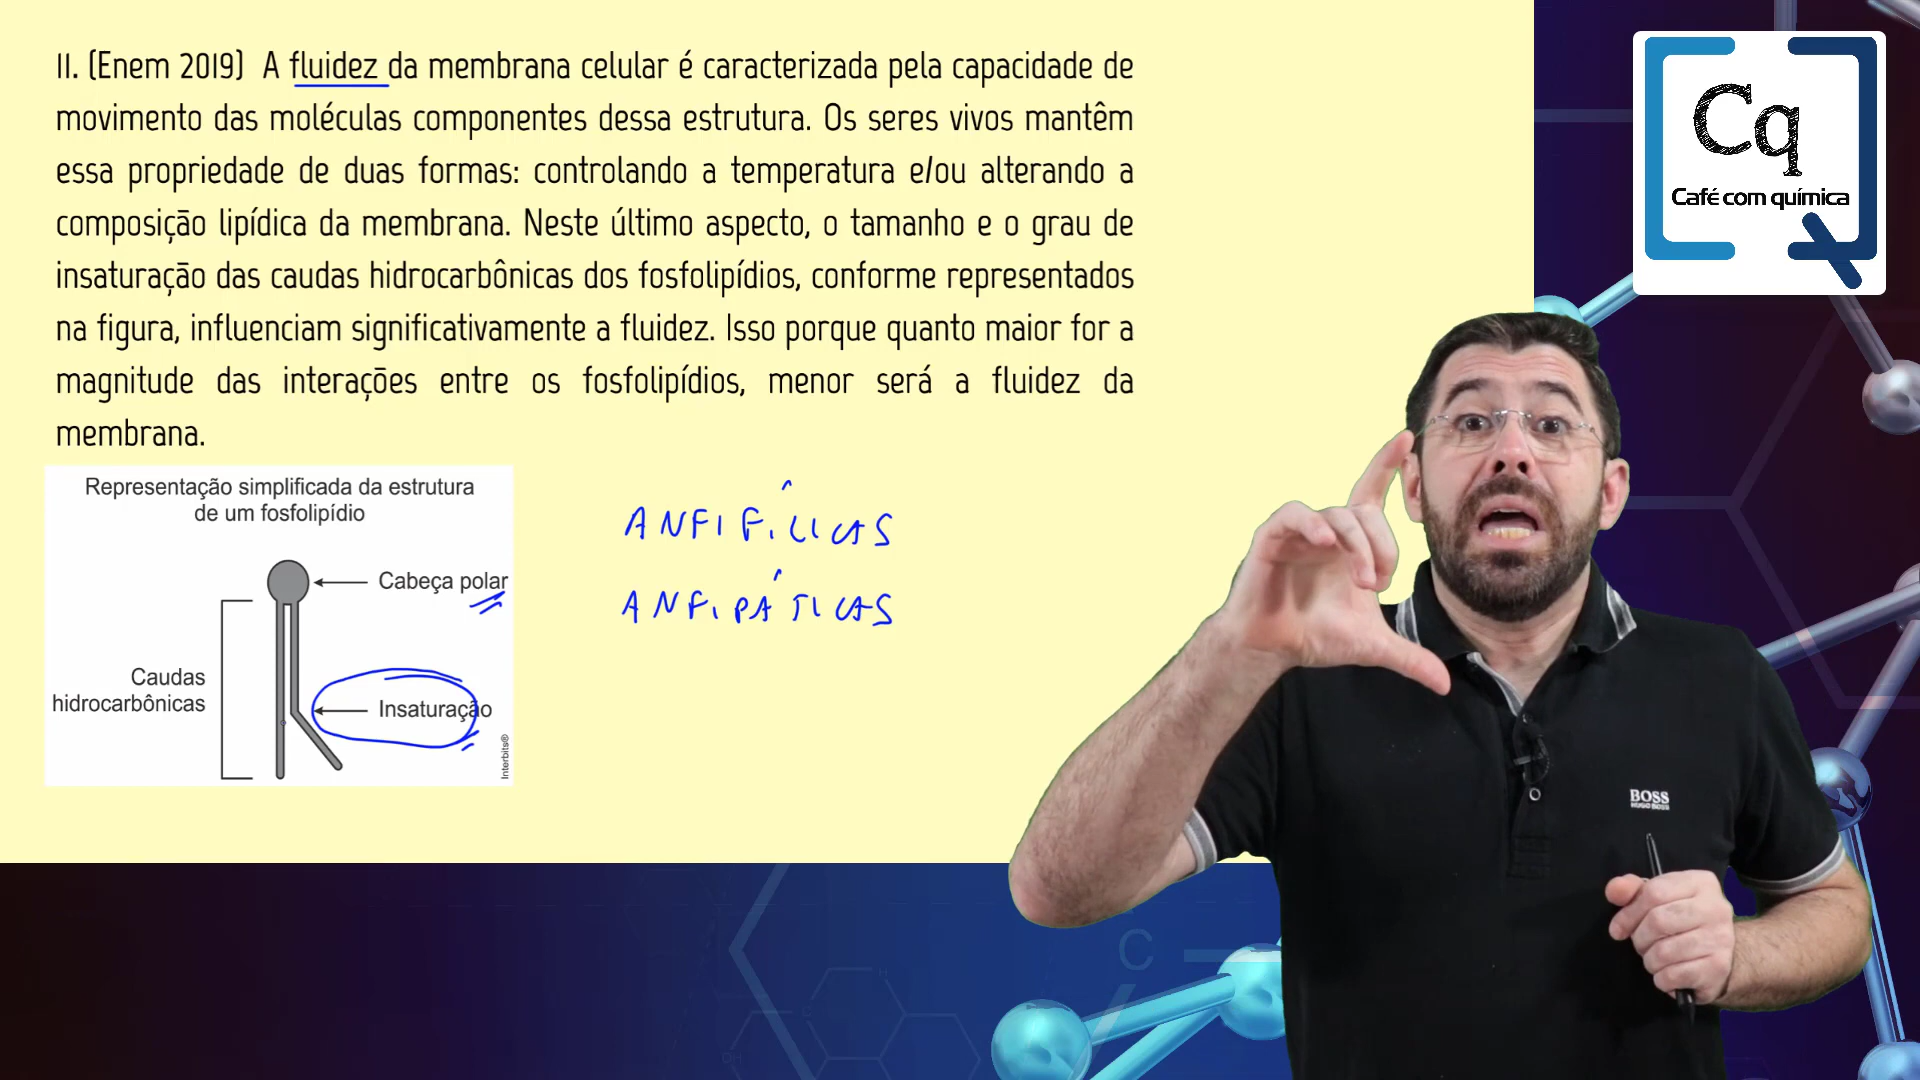 11. (Enem 2019) A fluidez da membrana celular é caracterizada pela capacidade de
movimento das moléculas componentes dessa estrutura. Os seres vivos mantêm
essa propriedade de duas formas: controlando a temperatura e/ou alterando a
composição lipídica da membrana. Neste último aspecto, o tamanho e o grau de
insaturação das caudas hidrocarbônicas dos fosfolipídios, conforme representados
na figura, influenciam significativamente a fluidez. Isso porque quanto maior for a
magnitude das interações entre os fosfolipídios, menor será a fluidez da
membrana.
Representação simplificada da estrutura
de um fosfolipídio
Cabeça polar
Caudas
hidrocarbônicas
Insaturação
Interbits®
ANFIFÍLICAS
ANFIPÁTICAS
Cq
Café com química
BOSS
HUGO BOSS
C
H
OH